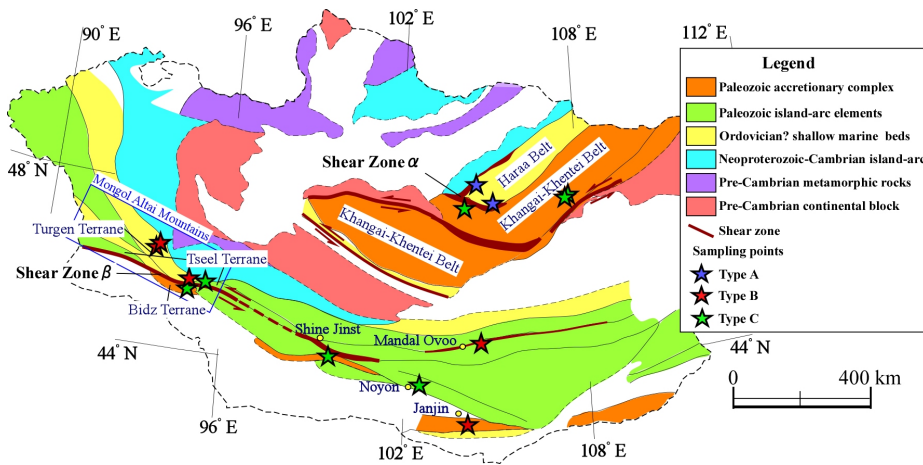 90° E
96° E
102° E
108° E
112° E
Legend
Paleozoic accretionary complex
Paleozoic island-arc elements
Ordovician? shallow marine beds
Neoproterozoic-Cambrian island-arc
Pre-Cambrian metamorphic rocks
Pre-Cambrian continental block
Shear zone
Sampling points
Type A
Type B
Type C
48° N
Shear Zone α
Haraa Belt
Khangai-Khentei Belt
Khangai-Khentei Belt
Mongol Altai Mountains
Turgen Terrane
Tseel Terrane
Shear Zone β
Bidz Terrane
Shine Jinst
Mandal Ovoo
Noyon
Janjin
44° N
44° N
96° E
102° E
108° E
0
400 km